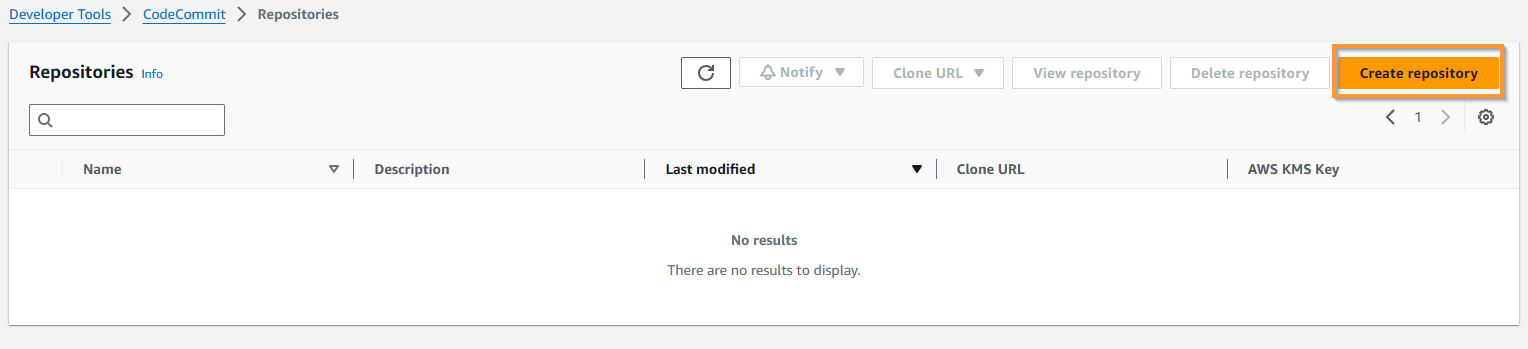 Developer Tools > CodeCommit > Repositories
Repositories Info
Notify
Clone URL
View repository
Delete repository
Create repository
1
Name
Description
Last modified
Clone URL
AWS KMS Key
No results
There are no results to display.